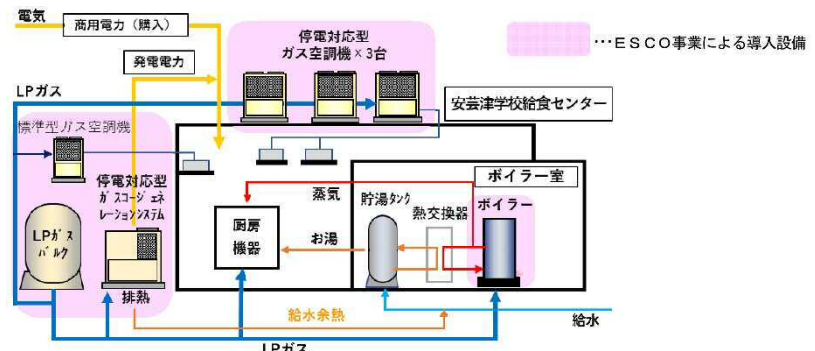 電気
商用電力（購入）
停電対応型
ガス空調機×3台
…ＥＳＣＯ事業による導入設備
発電電力
LPガス
安芸津学校給食センター
標準型ガス空調機
停電対応型
ガスコージェネ
レーションシステム
LPガス
バルク
排熱
ボイラー室
蒸気
貯湯タンク
熱交換器
ボイラー
厨房
機器
お湯
給水余熱
給水
LPガス